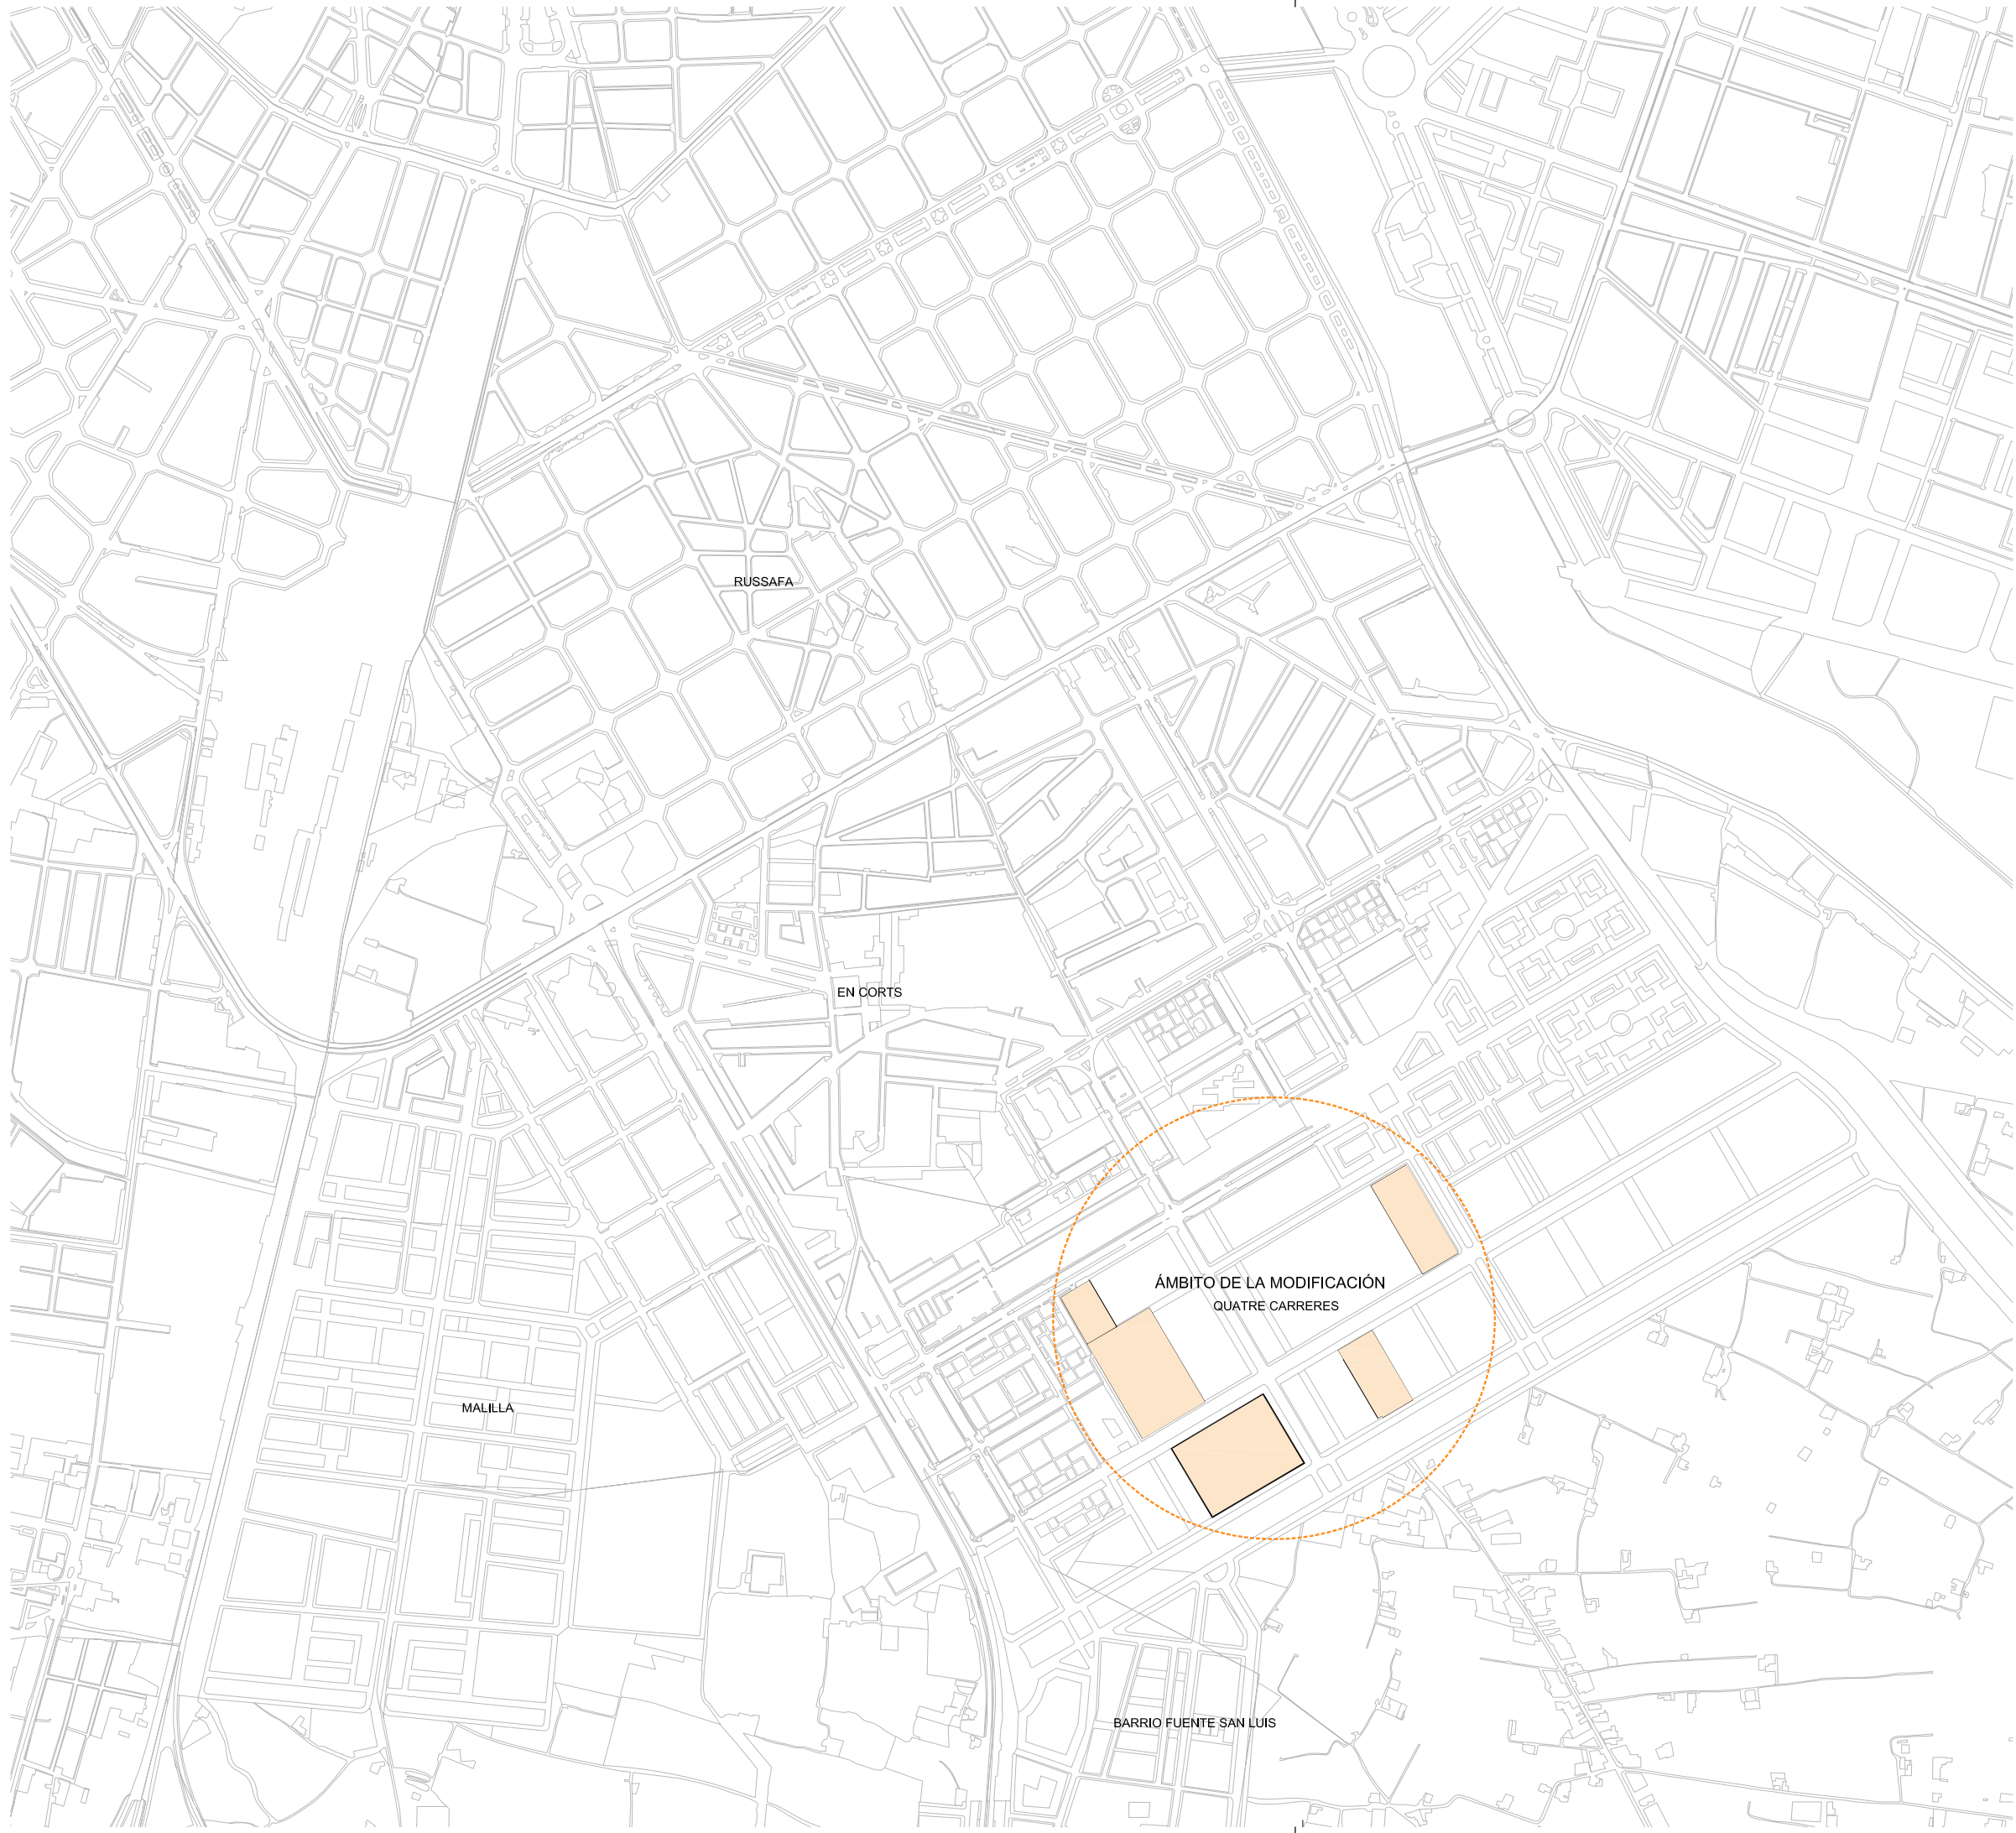 RUSSAFA
EN CORTS
ÁMBITO DE LA MODIFICACIÓN
QUATRE CARRERES
MALILLA
BARRIO FUENTE SAN LUIS